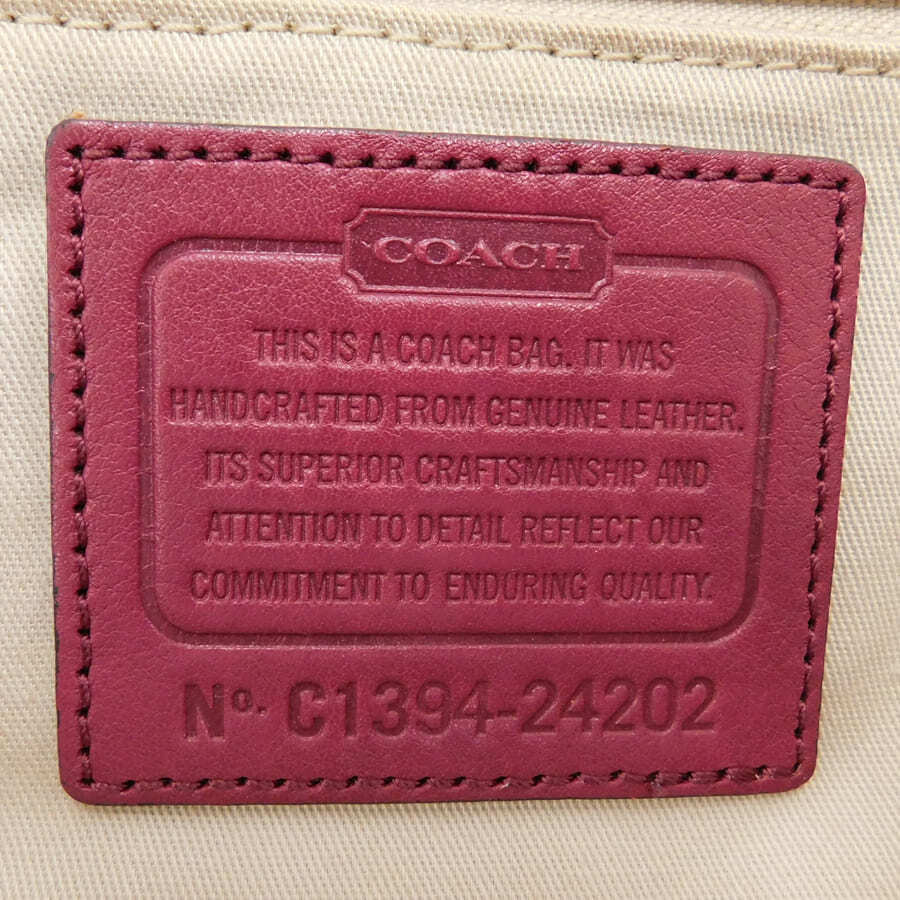 COACH
THIS IS A COACH BAG. IT WAS
HANDCRAFTED FROM GENUINE LEATHER.
ITS SUPERIOR CRAFTSMANSHIP AND
ATTENTION TO DETAIL REFLECT OUR
COMMITMENT TO ENDURING QUALITY.
Nº. C1394-24202